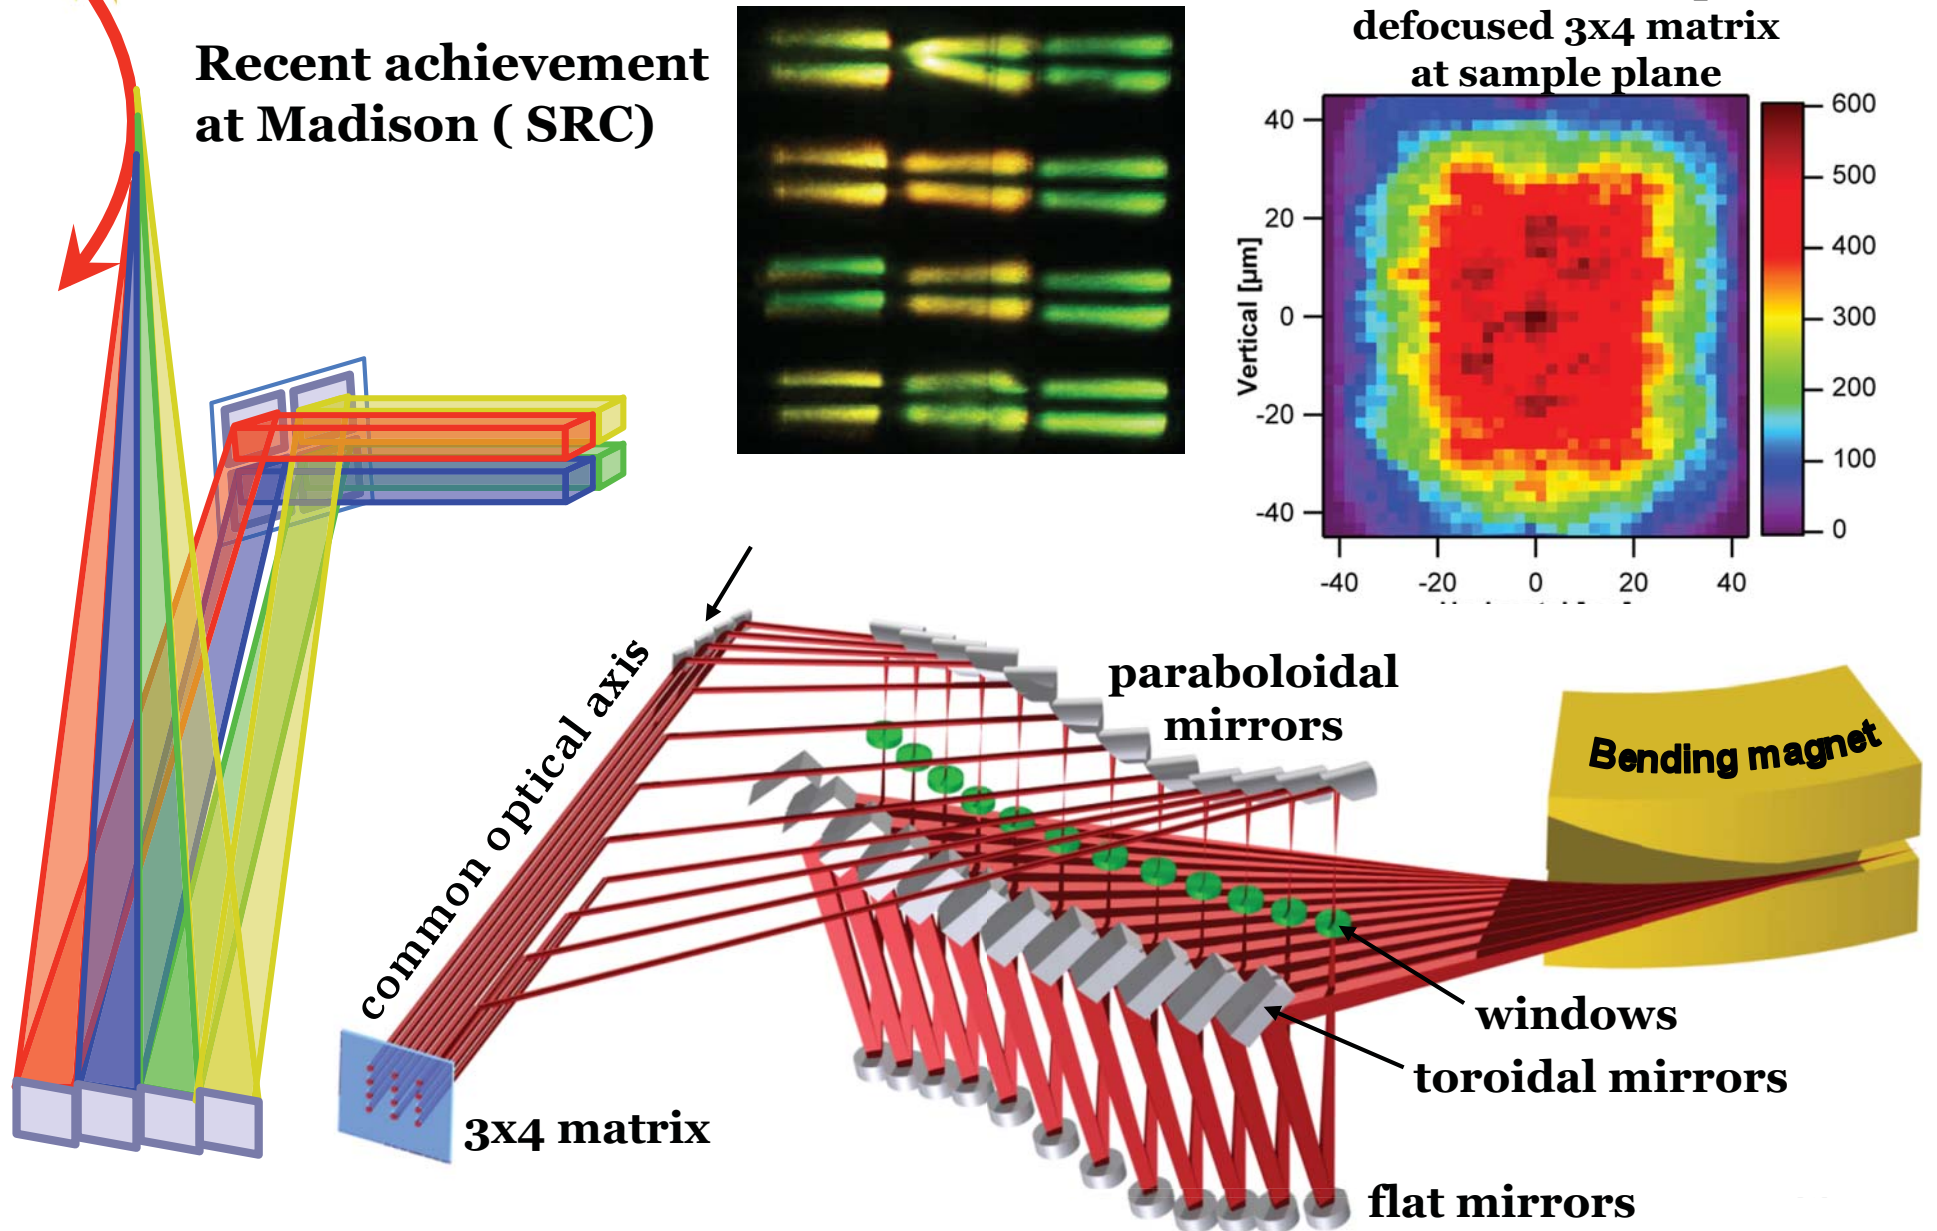 Recent achievement
at Madison ( SRC)
defocused 3x4 matrix
at sample plane
40
20
0
-20
-40
Vertical [µm]
-40
-20
0
20
40
600
500
400
300
200
100
0
common optical axis
paraboloidal
mirrors
Bending magnet
windows
toroidal mirrors
3x4 matrix
flat mirrors